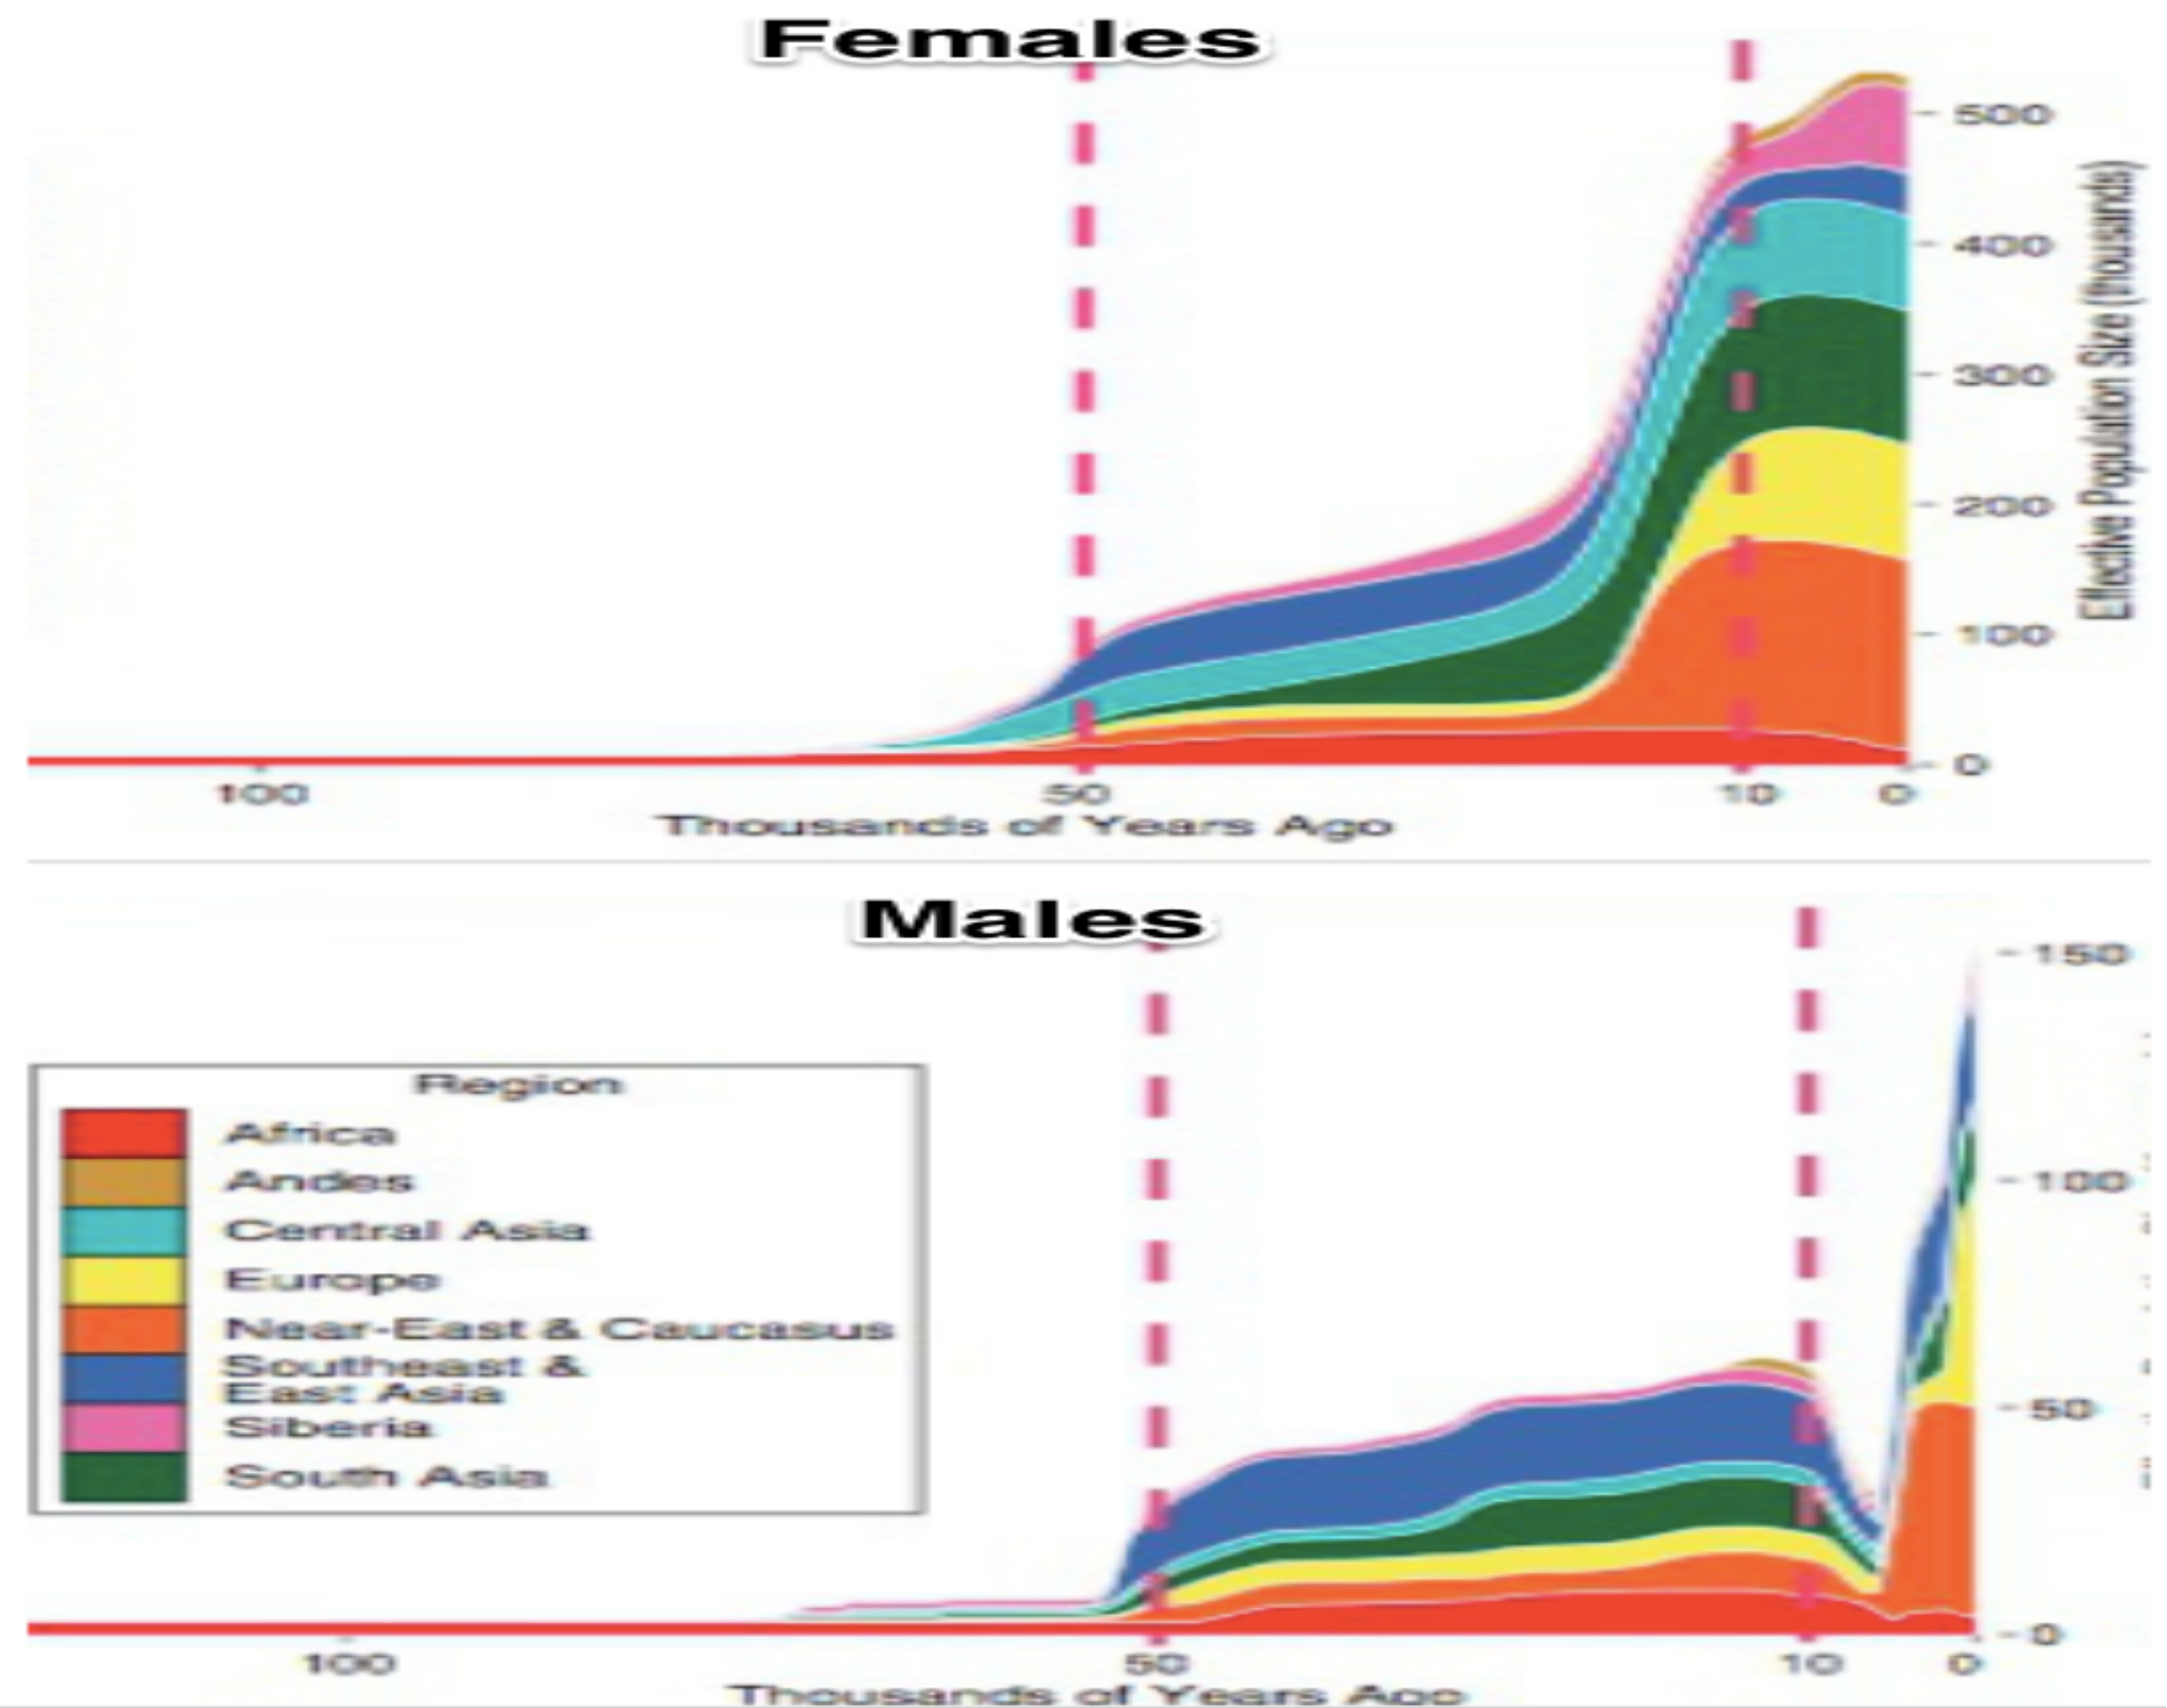 Females
500
400
300
200
100
0
Effective Population Size (thousands)
100 50 10 0
Thousands of Years Ago
Males
150
100
50
0
Region
Africa
Andes
Central Asia
Europe
Near-East & Caucasus
Southeast &
East Asia
Siberia
South Asia
100 50 10 0
Thousands of Years Ago